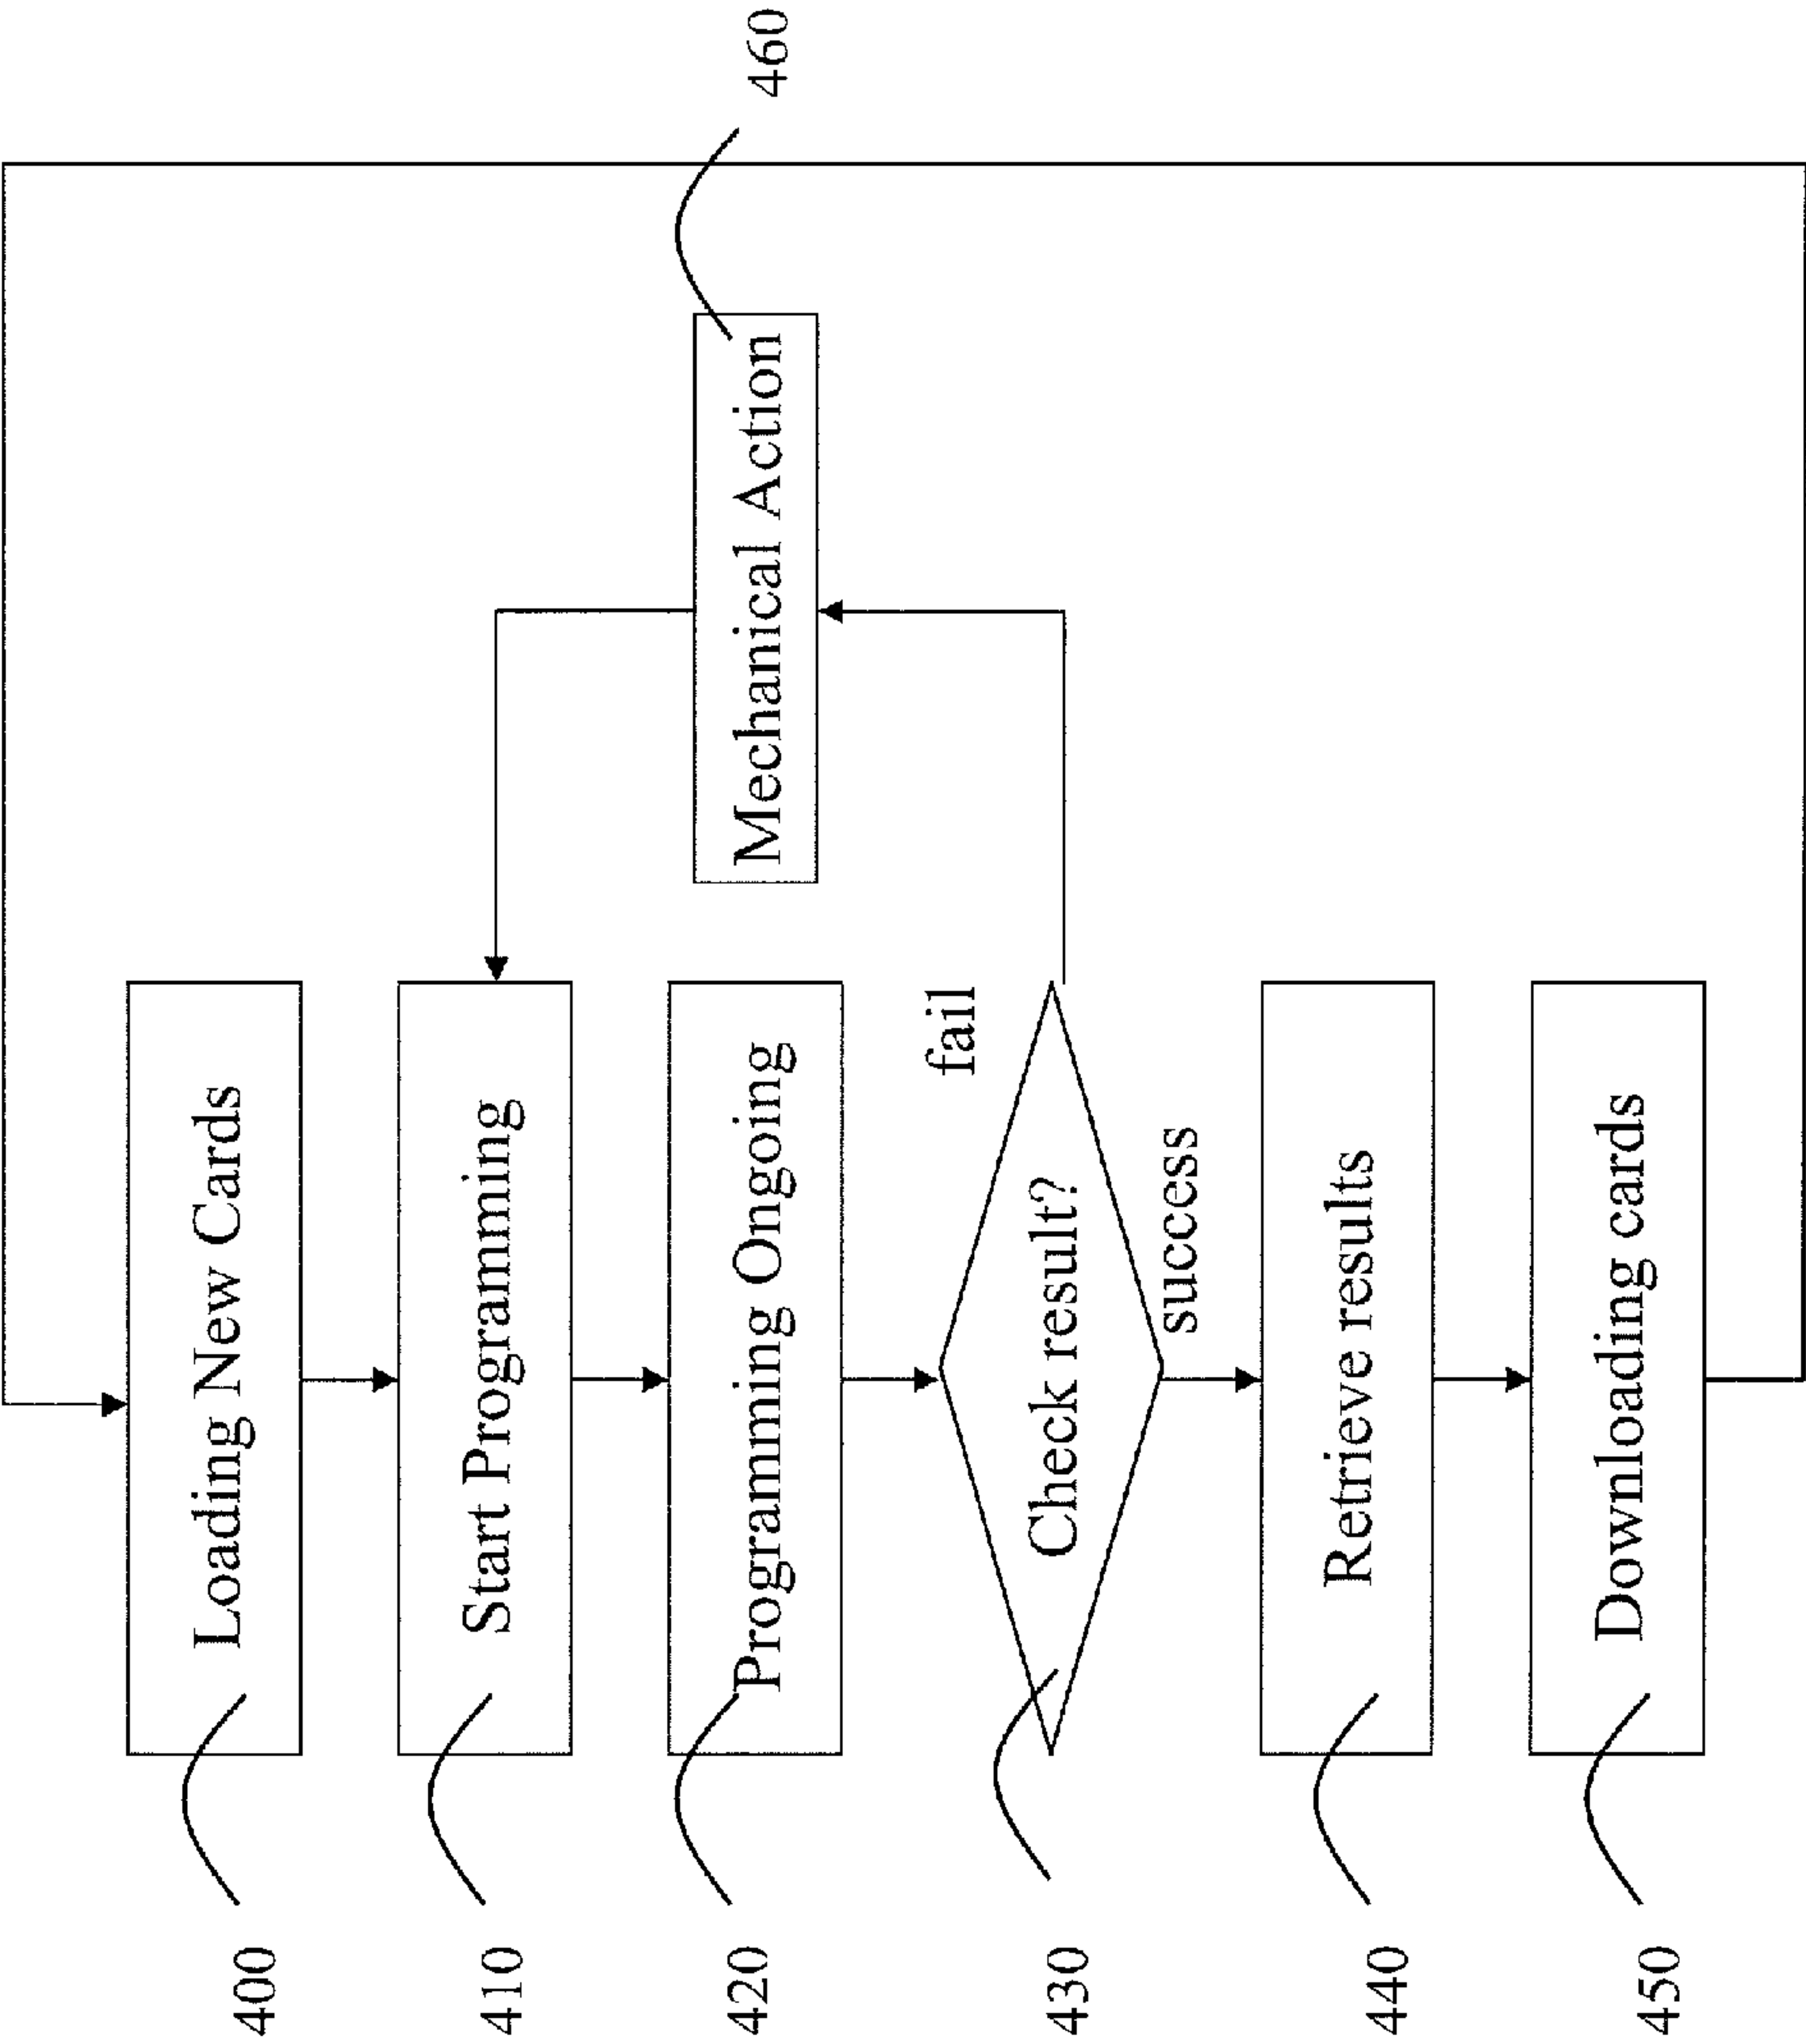 400
Loading New Cards
410
Start Programming
420
Programming Ongoing
430
Check result?
fail
success
460
Mechanical Action
440
Retrieve results
450
Downloading cards